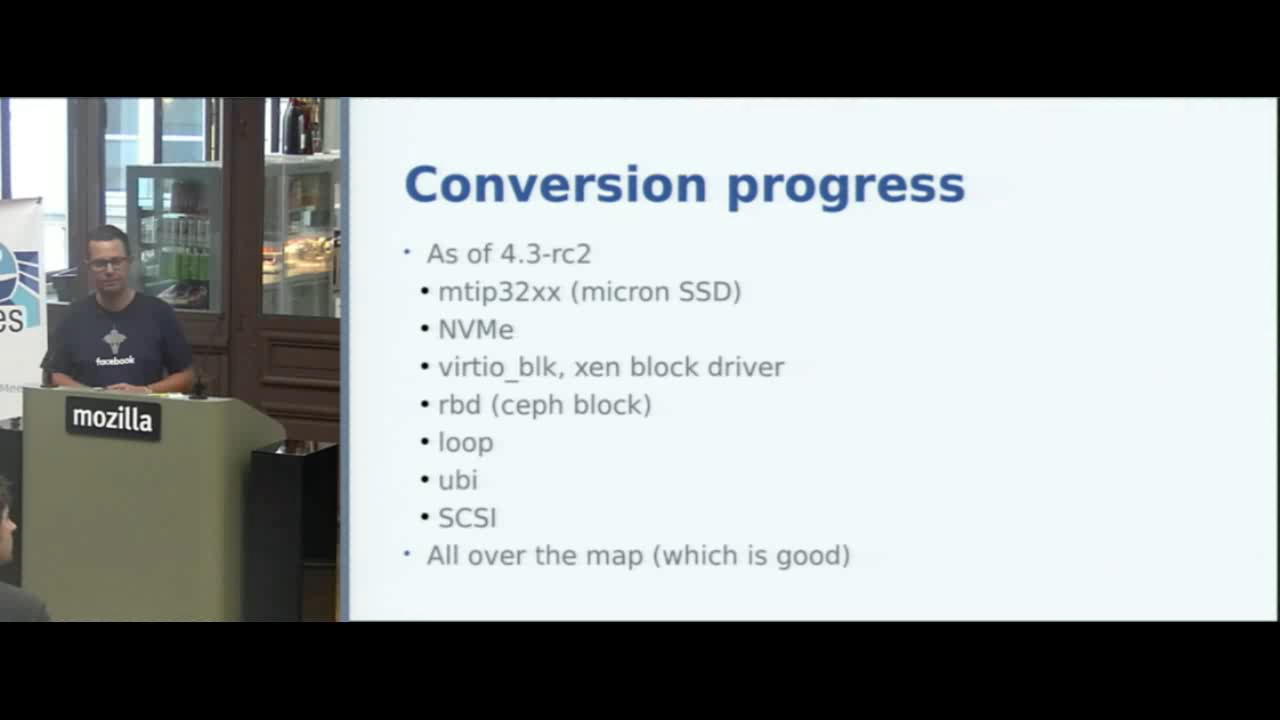 Conversion progress
As of 4.3-rc2
mtip32xx (micron SSD)
NVMe
virtio_blk, xen block driver
rbd (ceph block)
loop
ubi
SCSI
All over the map (which is good)
es
facebook
mozilla